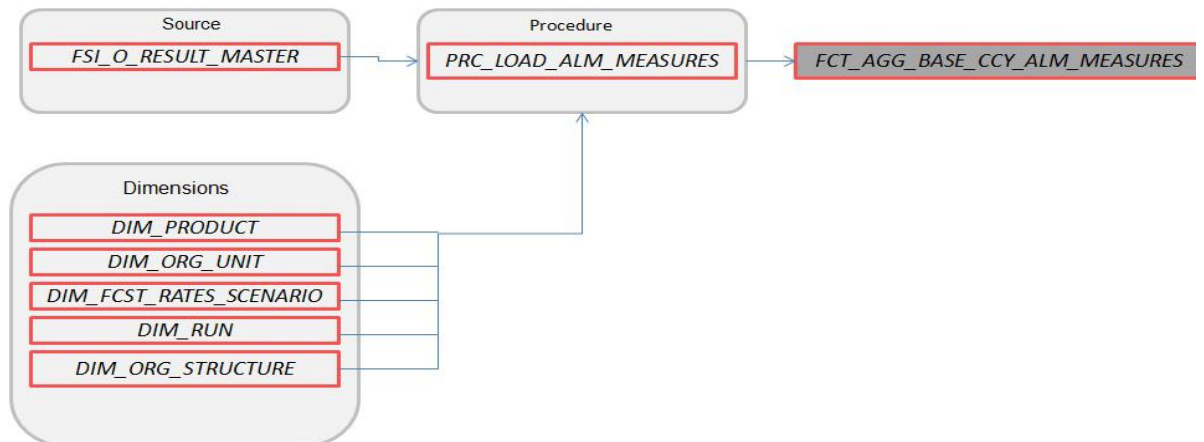 Source
FSI_O_RESULT_MASTER
Procedure
PRC_LOAD_ALM_MEASURES
FCT_AGG_BASE_CCY_ALM_MEASURES
Dimensions
DIM_PRODUCT
DIM_ORG_UNIT
DIM_FCST_RATES_SCENARIO
DIM_RUN
DIM_ORG_STRUCTURE